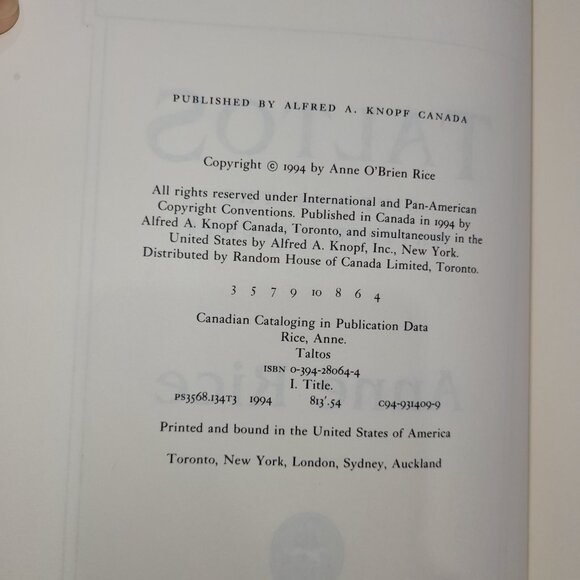 PUBLISHED BY ALFRED A. KNOPF CANADA
Copyright © 1994 by Anne O'Brien Rice
All rights reserved under International and Pan-American
Copyright Conventions. Published in Canada in 1994 by
Alfred A. Knopf Canada, Toronto, and simultaneously in the
United States by Alfred A. Knopf, Inc., New York.
Distributed by Random House of Canada Limited, Toronto.
3 5 7 9 10 8 6 4
Canadian Cataloging in Publication Data
Rice, Anne.
Taltos
ISBN 0-394-28064-4
I. Title.
PS3568.134T3 1994 813'.54 C94-931409-9
Printed and bound in the United States of America
Toronto, New York, London, Sydney, Auckland
TALTOS
Anne Rice